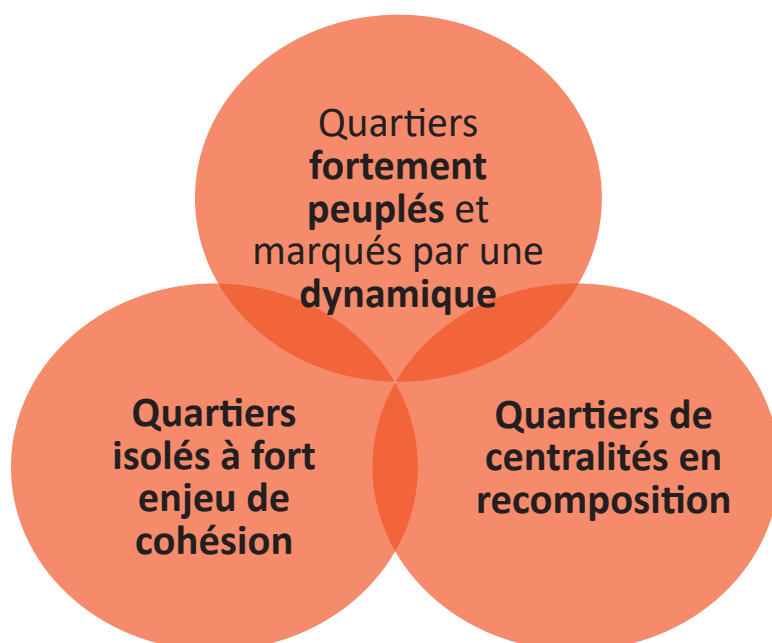 Quartiers
fortement
peuplés et
marqués par une
dynamique
Quartiers
isolés à fort
enjeu de
cohésion
Quartiers de
centralités en
recomposition